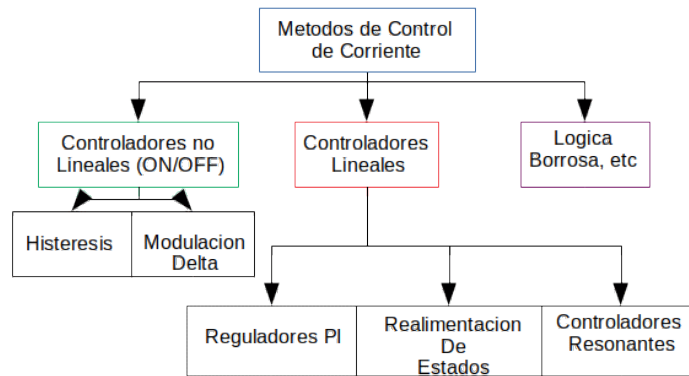 Metodos de Control
de Corriente
Controladores no
Lineales (ON/OFF)
Controladores
Lineales
Logica
Borrosa, etc
Histeresis
Modulacion
Delta
Reguladores PI
Realimentacion
De
Estados
Controladores
Resonantes